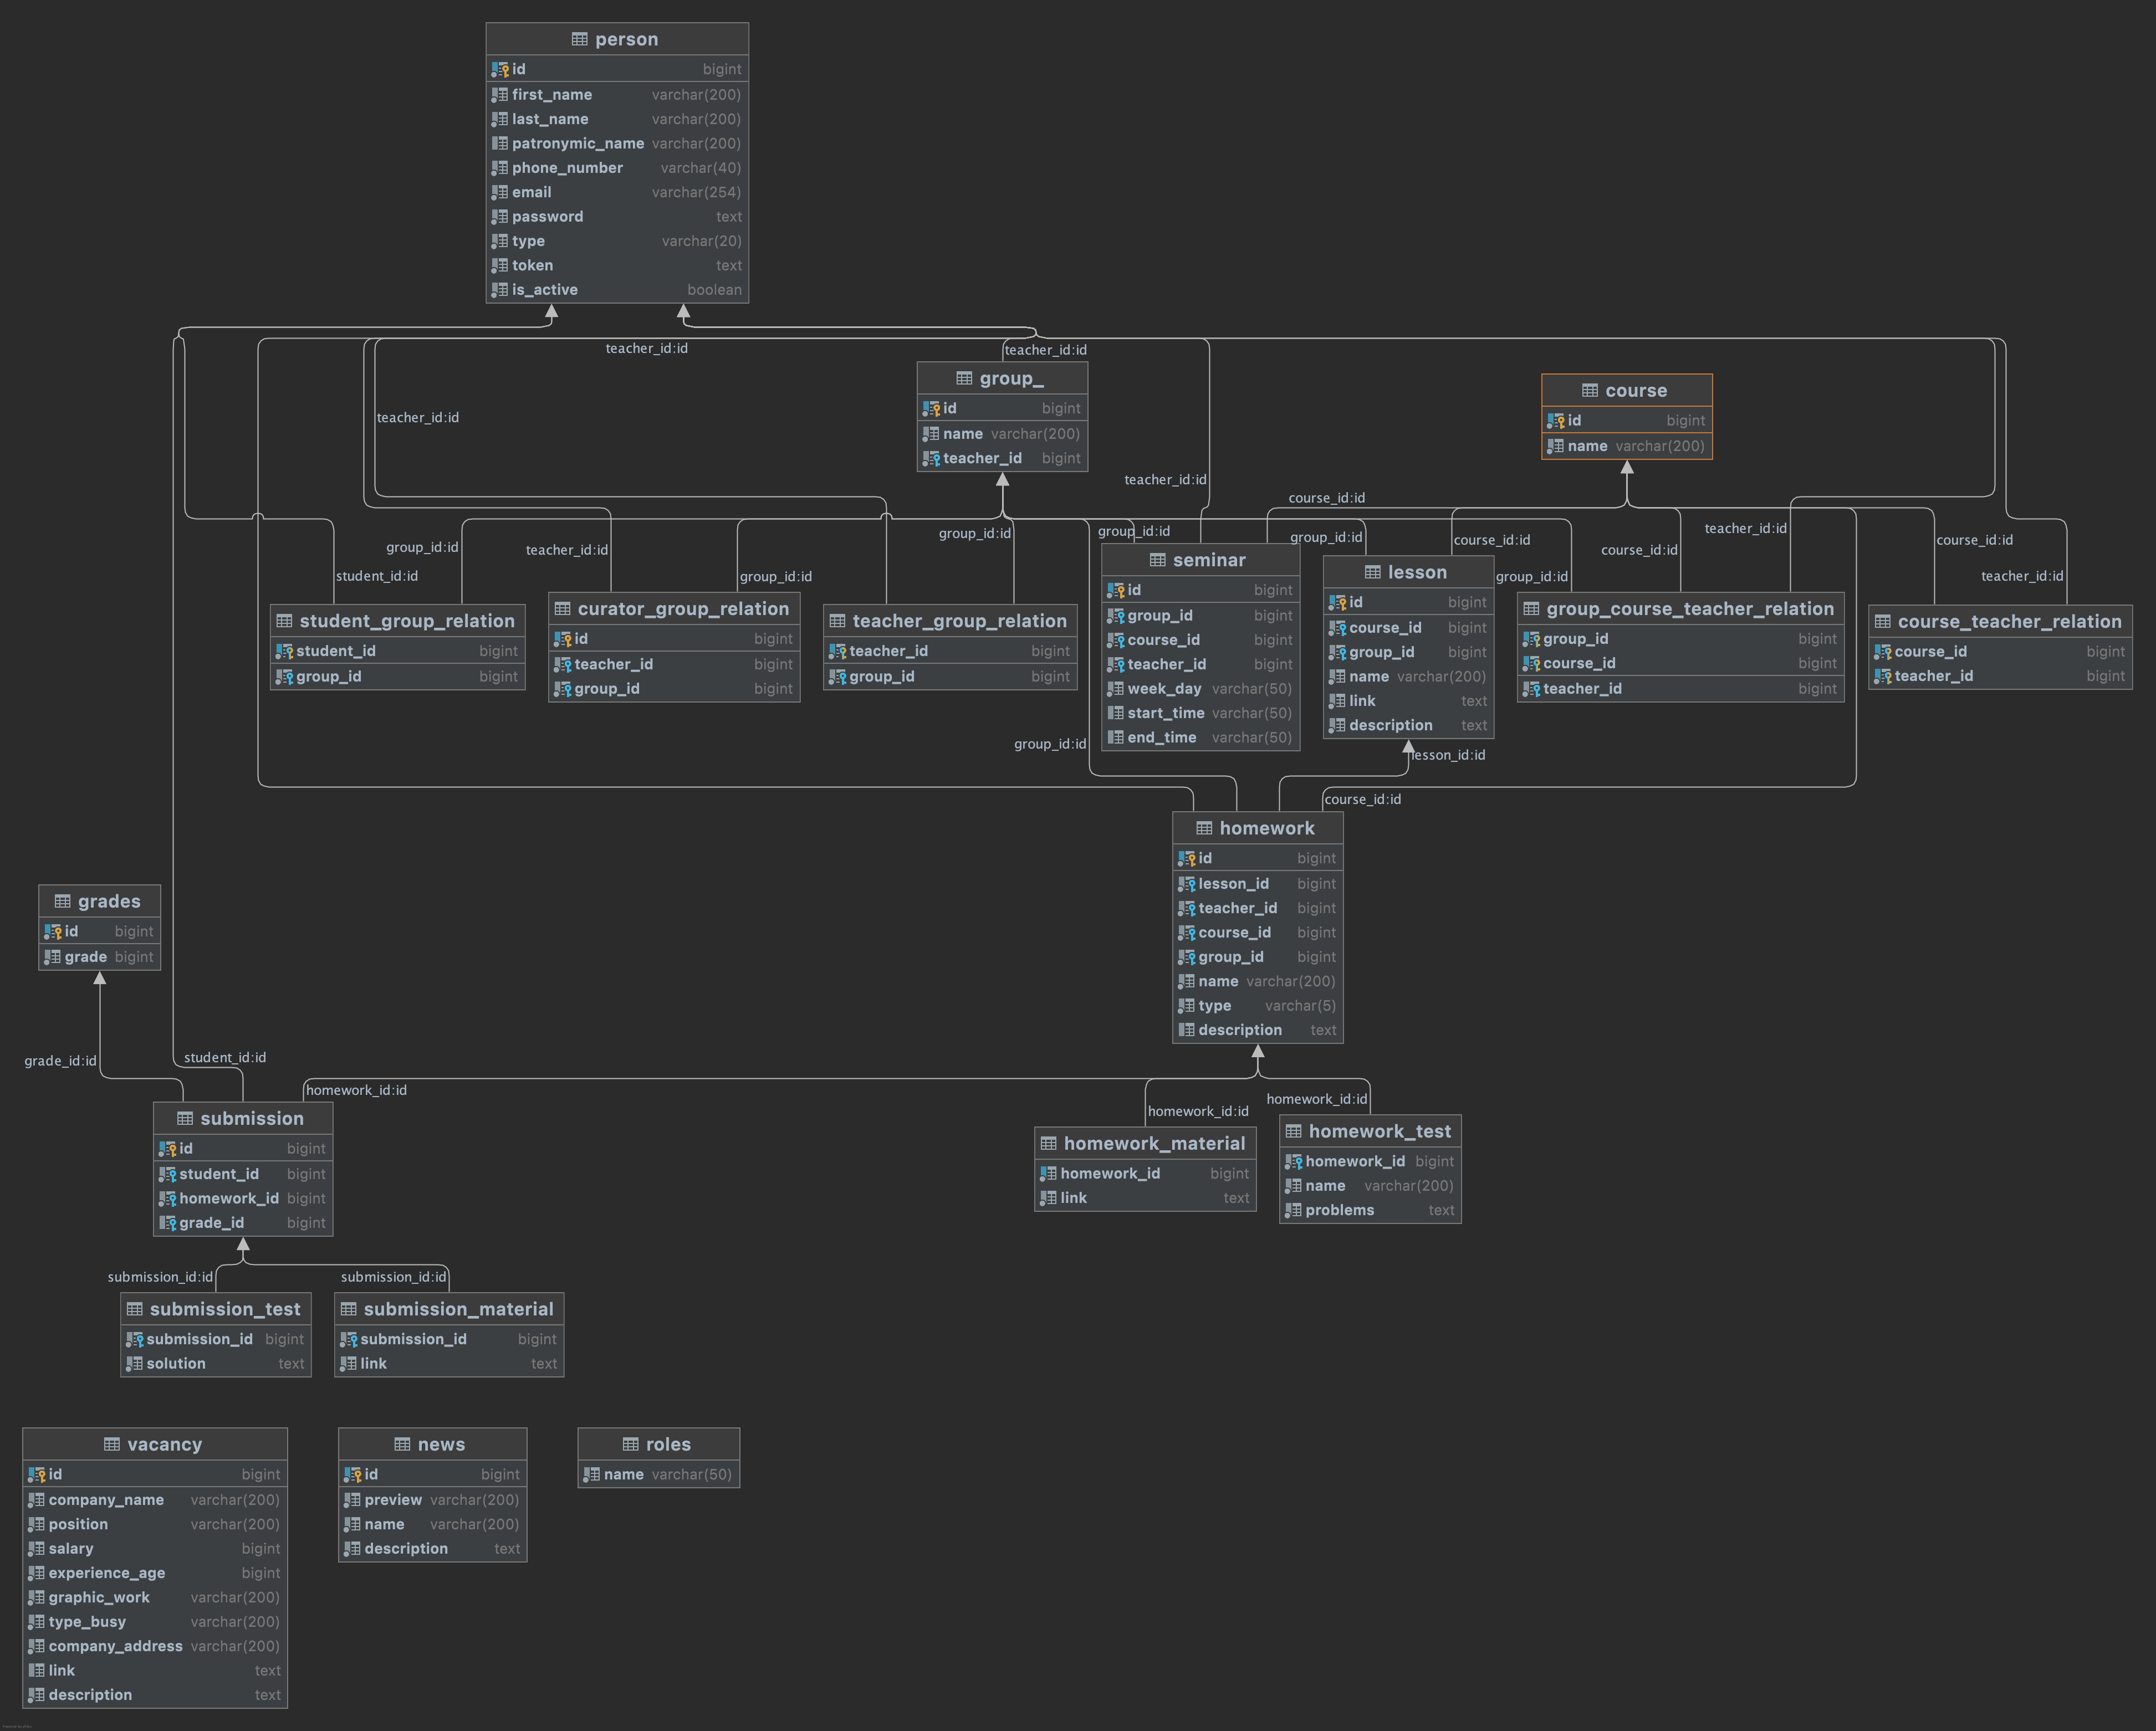 person
id bigint
first_name varchar(200)
last_name varchar(200)
patronymic_name varchar(200)
phone_number varchar(40)
email varchar(254)
password text
type varchar(20)
token text
is_active boolean
teacher_id:id
teacher_id:id
teacher_id:id
teacher_id:id
group_
id bigint
name varchar(200)
teacher_id bigint
course
id bigint
name varchar(200)
course_id:id
group_id:id
student_id:id
teacher_id:id
group_id:id
group_id:id
group_id:id
group_id:id
course_id:id
group_id:id
course_id:id
teacher_id:id
course_id:id
teacher_id:id
student_group_relation
student_id bigint
group_id bigint
curator_group_relation
id bigint
teacher_id bigint
group_id bigint
teacher_group_relation
teacher_id bigint
group_id bigint
seminar
id bigint
group_id bigint
course_id bigint
teacher_id bigint
week_day varchar(50)
start_time varchar(50)
end_time varchar(50)
lesson
id bigint
course_id bigint
group_id bigint
name varchar(200)
link text
description text
group_course_teacher_relation
group_id bigint
course_id bigint
teacher_id bigint
course_teacher_relation
course_id bigint
teacher_id bigint
group_id:id
lesson_id:id
course_id:id
homework
id bigint
lesson_id bigint
teacher_id bigint
course_id bigint
group_id bigint
name varchar(200)
type varchar(5)
description text
grades
id bigint
grade bigint
grade_id:id
student_id:id
homework_id:id
homework_id:id
homework_id:id
submission
id bigint
student_id bigint
homework_id bigint
grade_id bigint
homework_material
homework_id bigint
link text
homework_test
homework_id bigint
name varchar(200)
problems text
submission_id:id
submission_id:id
submission_test
submission_id bigint
solution text
submission_material
submission_id bigint
link text
vacancy
id bigint
company_name varchar(200)
position varchar(200)
salary bigint
experience_age bigint
graphic_work varchar(200)
type_busy varchar(200)
company_address varchar(200)
link text
description text
news
id bigint
preview varchar(200)
name varchar(200)
description text
roles
name varchar(50)